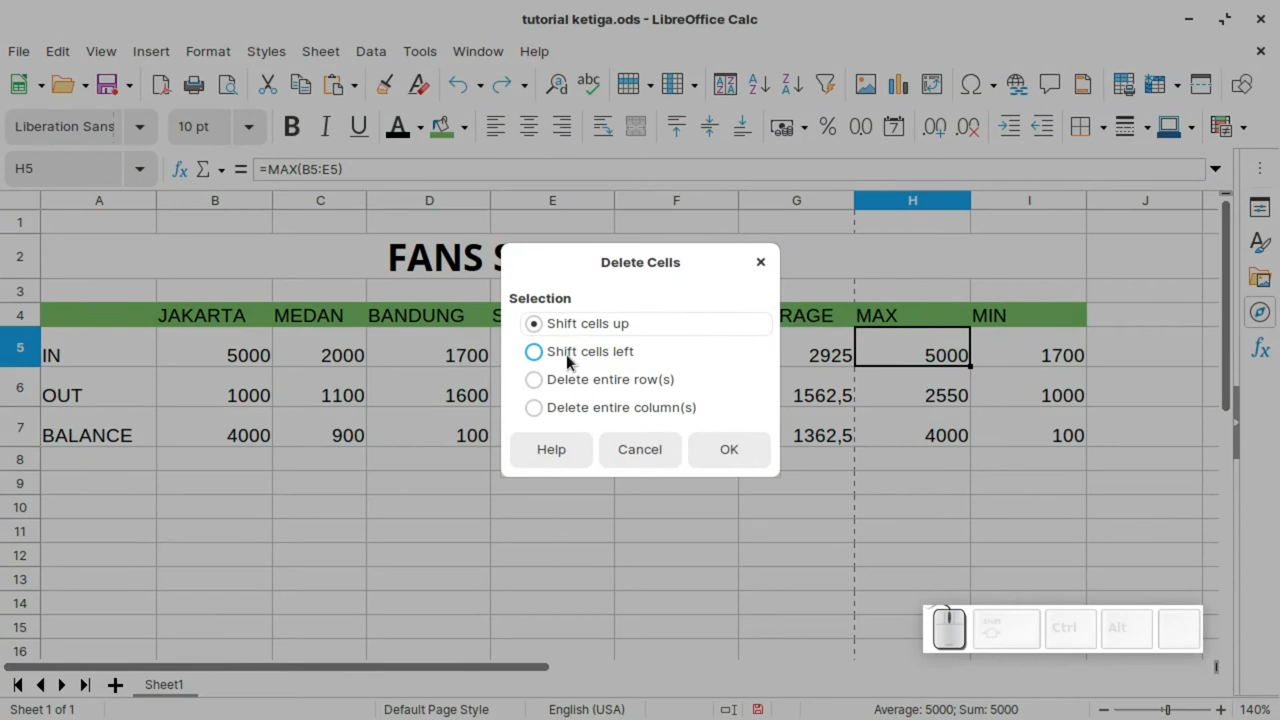 tutorial ketiga.ods - LibreOffice Calc
File Edit View Insert Format Styles Sheet Data Tools Window Help
Liberation Sans 10 pt
H5 =MAX(B5:E5)
A B C D E F G H I J
1
2 FANS S
3
4 JAKARTA MEDAN BANDUNG S RAGE MAX MIN
5 IN 5000 2000 1700 2925 5000 1700
6 OUT 1000 1100 1600 1562,5 2550 1000
7 BALANCE 4000 900 100 1362,5 4000 100
8
9
10
11
12
13
14
15
16
Delete Cells
Selection
Shift cells up
Shift cells left
Delete entire row(s)
Delete entire column(s)
Help Cancel OK
Shift Ctrl Alt
Sheet1
Sheet 1 of 1 Default Page Style English (USA) Average: 5000; Sum: 5000 140%